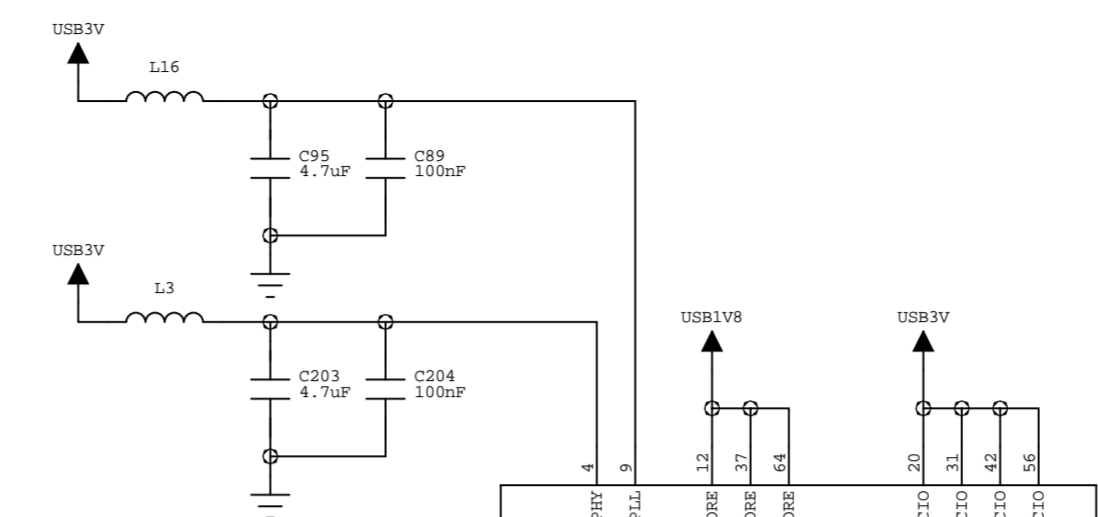 USB3V
L16
C95
4.7uF
C89
100nF
USB3V
L3
USB1V8
USB3V
C203
4.7uF
C204
100nF
4
9
12
37
64
20
31
42
56
PHY
PLL
ORE
ORE
ORE
CIO
CIO
CIO
CIO